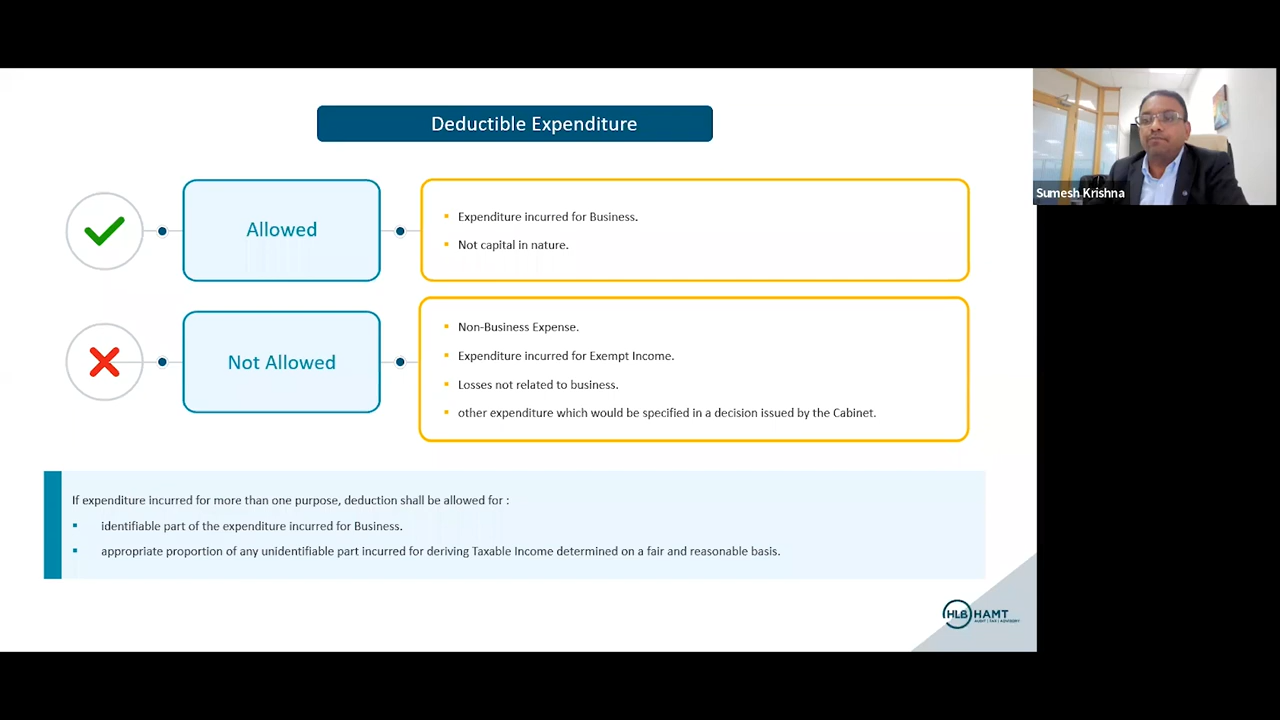 Deductible Expenditure
Sumesh Krishna
Allowed
Expenditure incurred for Business.
Not capital in nature.
Not Allowed
Non-Business Expense.
Expenditure incurred for Exempt Income.
Losses not related to business.
other expenditure which would be specified in a decision issued by the Cabinet.
If expenditure incurred for more than one purpose, deduction shall be allowed for :
identifiable part of the expenditure incurred for Business.
appropriate proportion of any unidentifiable part incurred for deriving Taxable Income determined on a fair and reasonable basis.
HLB HAMT
AUDIT | TAX | ADVISORY